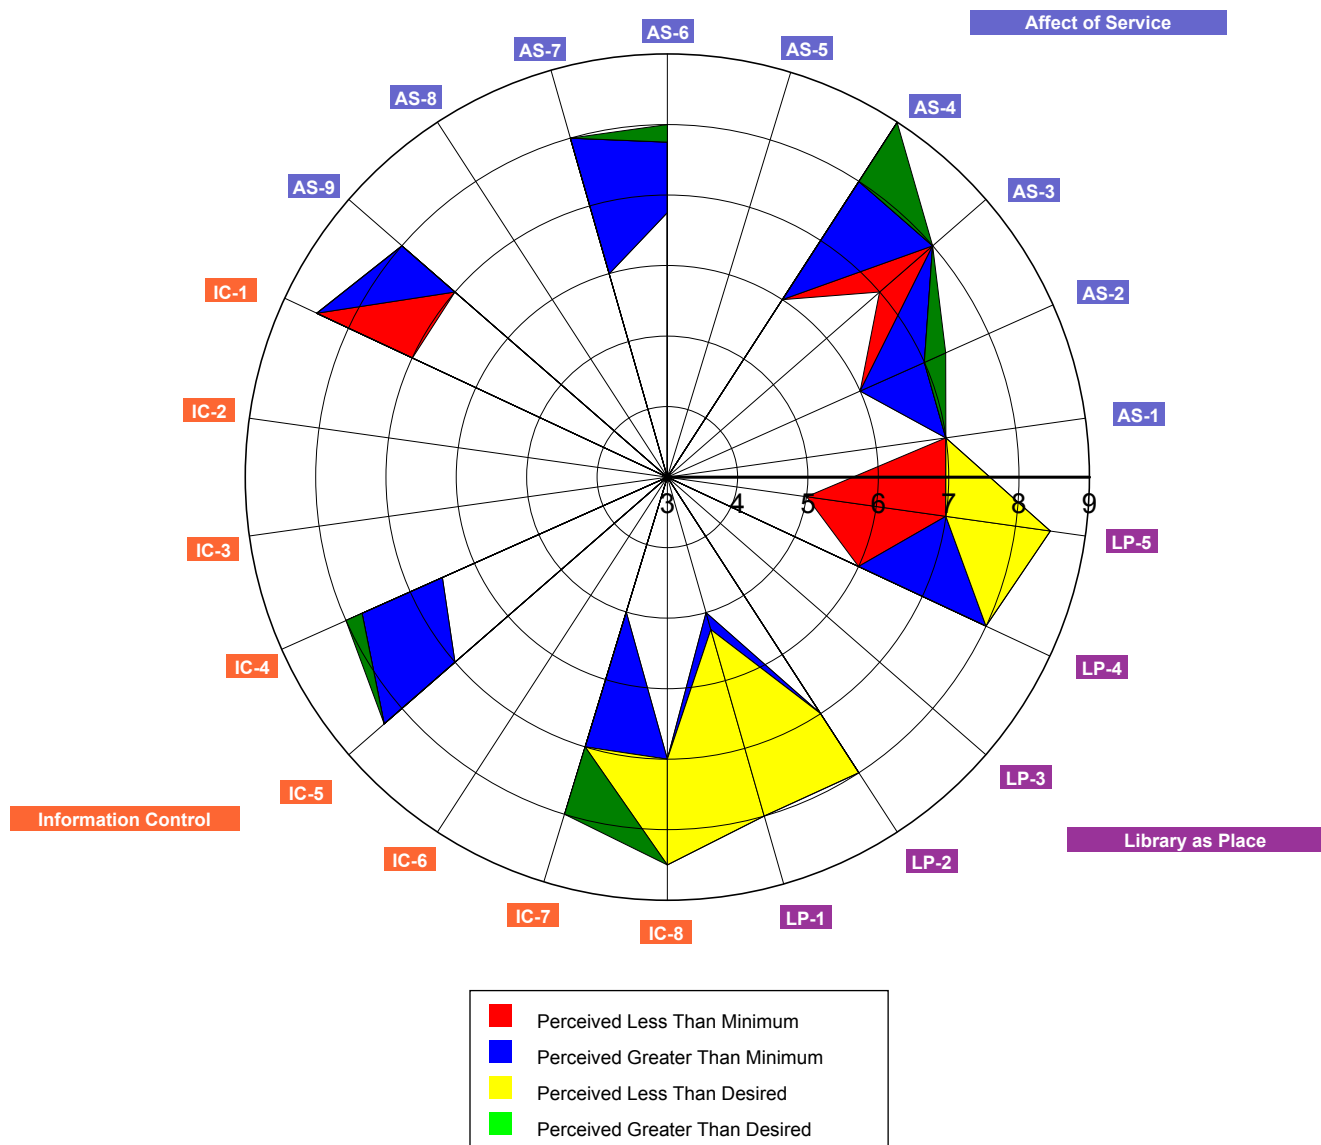 Affect of Service
AS-6
AS-7
AS-5
AS-8
AS-4
AS-9
AS-3
IC-1
AS-2
IC-2
AS-1
3 4 5 6 7 8 9
IC-3
LP-5
IC-4
LP-4
IC-5
LP-3
Information Control
Library as Place
IC-6
LP-2
IC-7
LP-1
IC-8
Perceived Less Than Minimum
Perceived Greater Than Minimum
Perceived Less Than Desired
Perceived Greater Than Desired